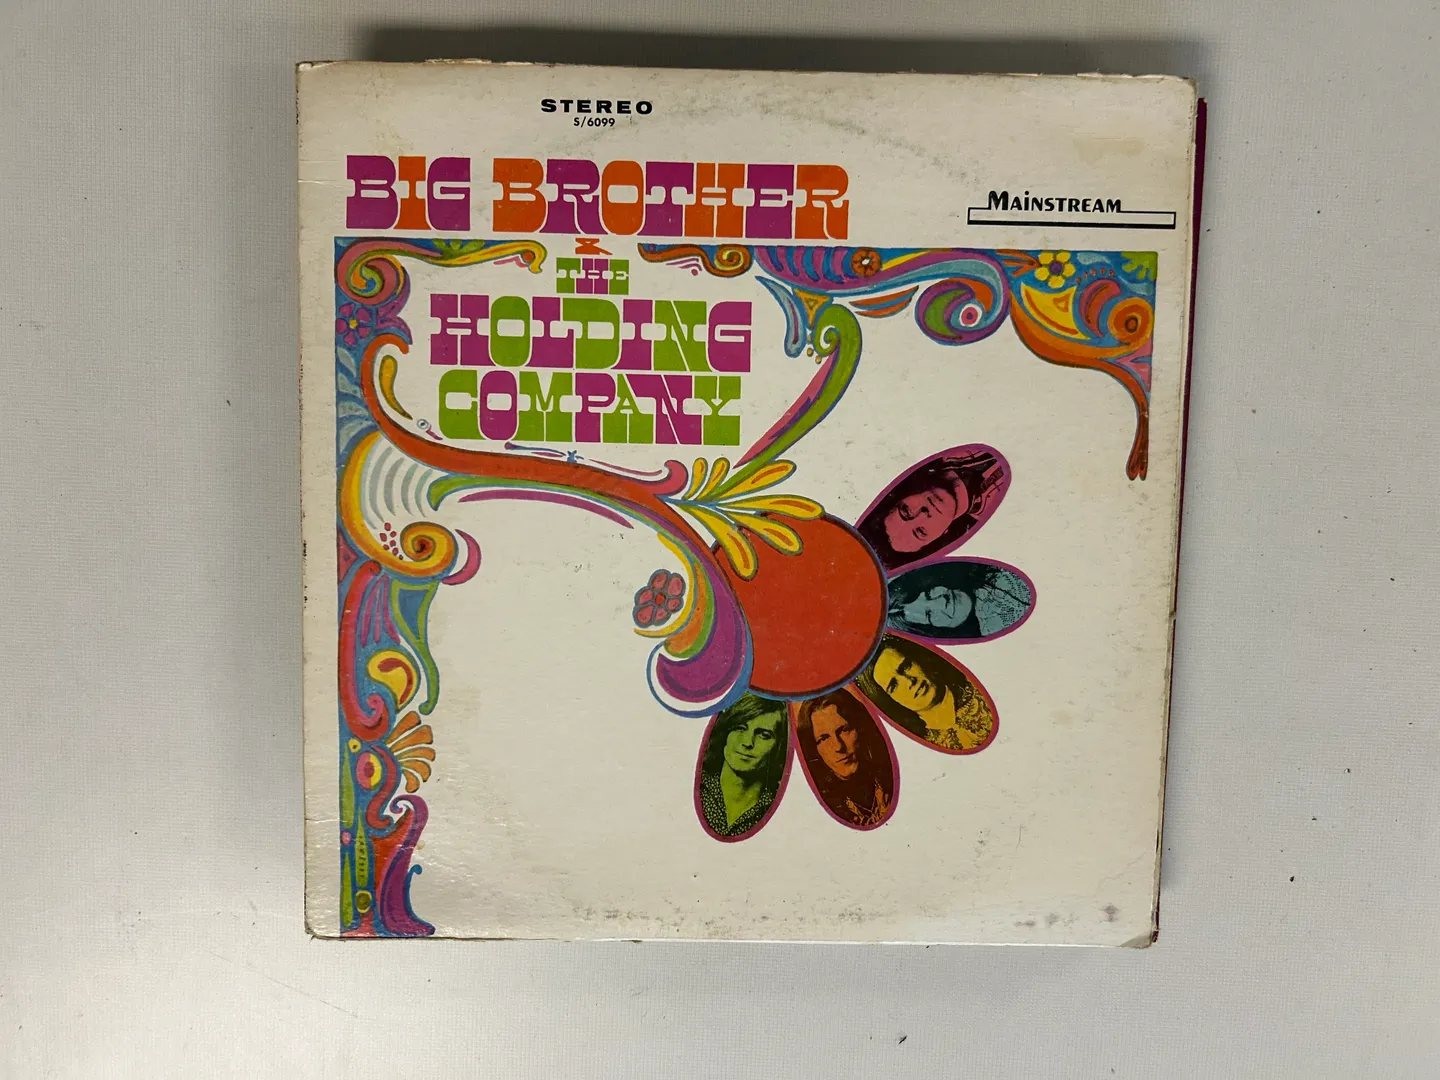 STEREO
S/6099
BIG BROTHER
MAiNSTREAM
&
THE
HOLDING
COMPANY